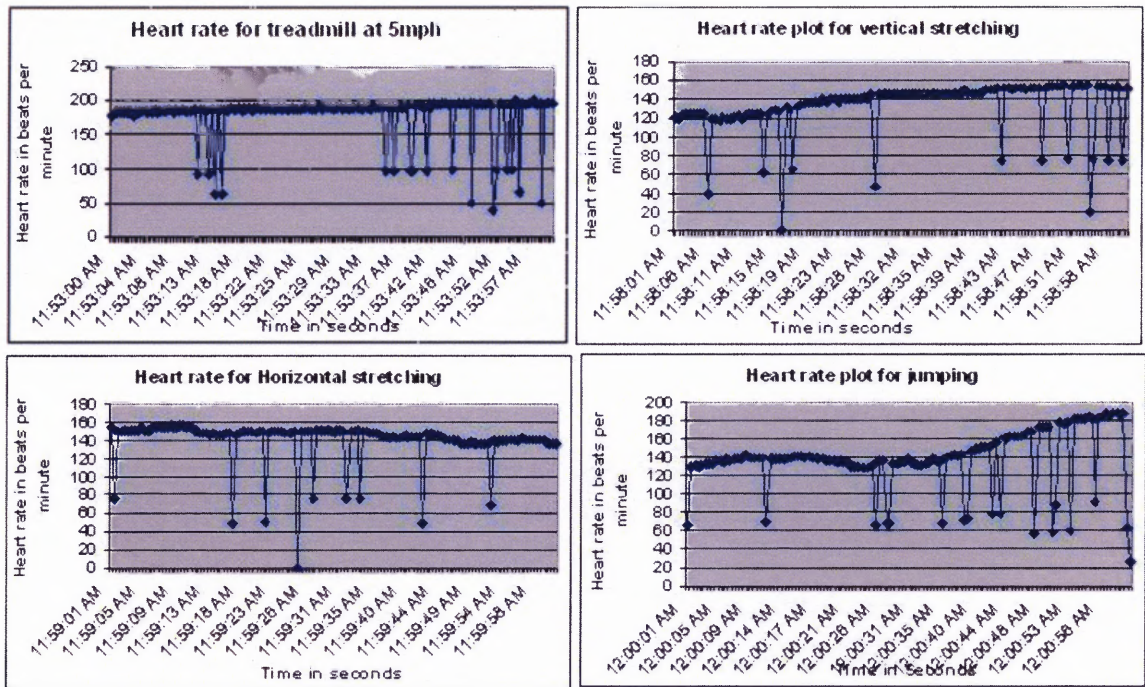 Heart rate for treadmill at 5mph
Heart rate in beats per minute
250
200
150
100
50
0
11:53:00 AM
11:53:04 AM
11:53:08 AM
11:53:13 AM
11:53:18 AM
11:53:22 AM
11:53:25 AM
11:53:29 AM
11:53:33 AM
11:53:37 AM
11:53:42 AM
11:53:48 AM
11:53:52 AM
11:53:57 AM
Time in seconds
Heart rate plot for vertical stretching
Heart rate in beats per minute
180
160
140
120
100
80
60
40
20
0
11:58:01 AM
11:58:06 AM
11:58:11 AM
11:58:15 AM
11:58:19 AM
11:58:23 AM
11:58:28 AM
11:58:32 AM
11:58:35 AM
11:58:39 AM
11:58:43 AM
11:58:47 AM
11:58:51 AM
11:58:58 AM
Time in seconds
Heart rate for Horizontal stretching
Heart rate in beats per minute
180
160
140
120
100
80
60
40
20
0
11:59:01 AM
11:59:05 AM
11:59:09 AM
11:59:13 AM
11:59:18 AM
11:59:23 AM
11:59:26 AM
11:59:31 AM
11:59:35 AM
11:59:40 AM
11:59:44 AM
11:59:49 AM
11:59:54 AM
11:59:58 AM
Time in seconds
Heart rate plot for jumping
Heart rate in beats per minute
200
180
160
140
120
100
80
60
40
20
0
12:00:01 AM
12:00:05 AM
12:00:09 AM
12:00:14 AM
12:00:17 AM
12:00:21 AM
12:00:26 AM
12:00:31 AM
12:00:35 AM
12:00:40 AM
12:00:44 AM
12:00:48 AM
12:00:53 AM
12:00:58 AM
Time in seconds